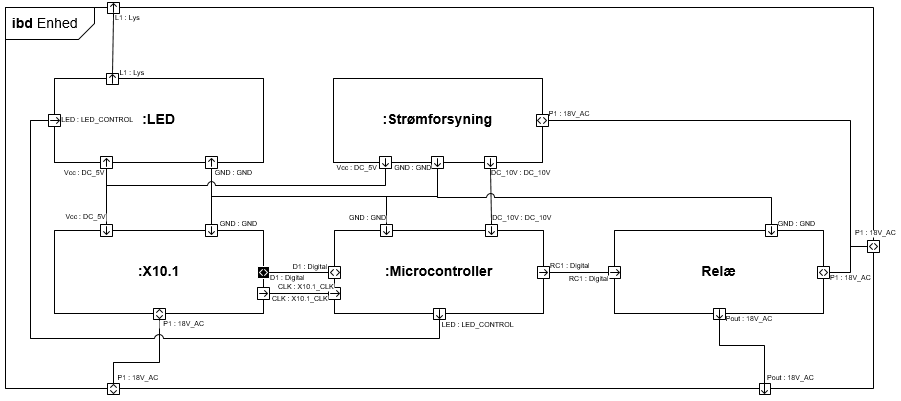 L1 : Lys
ibd Enhed
L1 : Lys
LED : LED_CONTROL
:LED
:Strømforsyning
P1 : 18V_AC
Vcc : DC_5V
GND : GND
Vcc : DC_5V
GND : GND
DC_10V : DC_10V
Vcc : DC_5V
GND : GND
GND : GND
DC_10V : DC_10V
GND : GND
P1 : 18V_AC
:X10.1
:Microcontroller
Relæ
D1 : Digital
D1 : Digital
RC1 : Digital
RC1 : Digital
P1 : 18V_AC
CLK : X10.1_CLK
CLK : X10.1_CLK
P1 : 18V_AC
LED : LED_CONTROL
Pout : 18V_AC
P1 : 18V_AC
Pout : 18V_AC